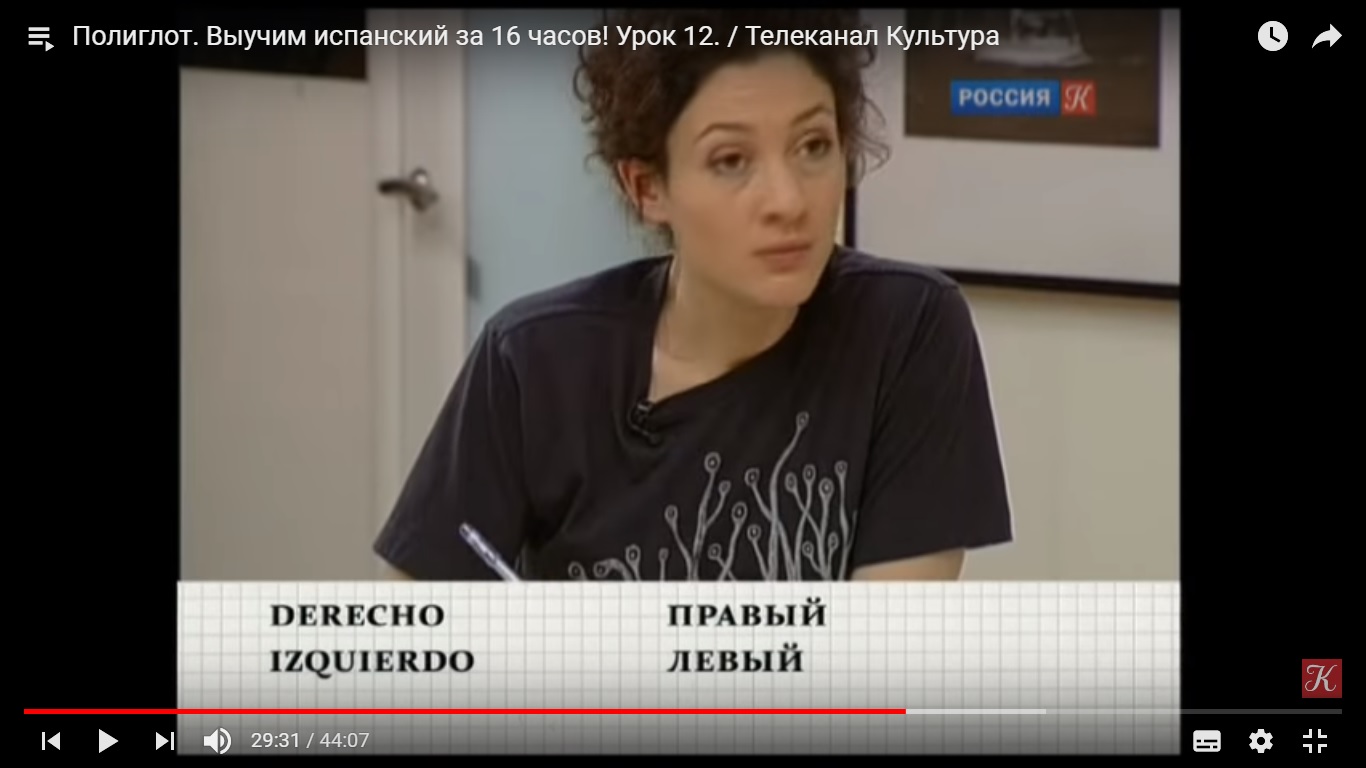 Полиглот. Выучим испанский за 16 часов! Урок 12. / Телеканал Культура
РОССИЯ К
DERECHO ПРАВЫЙ
IZQUIERDO ЛЕВЫЙ
К
29:31 / 44:07